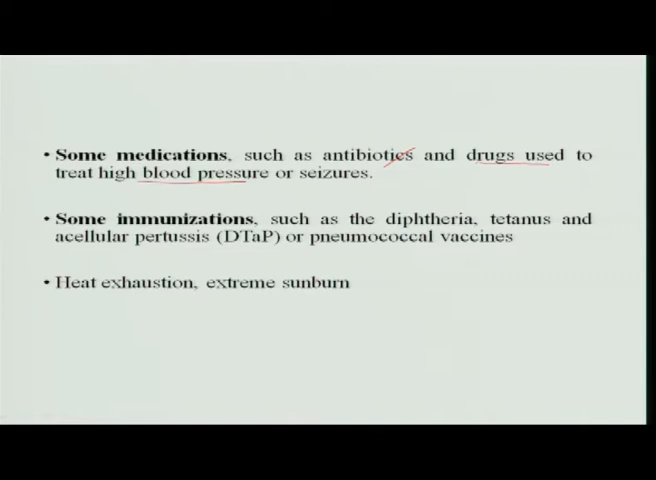 • Some medications, such as antibiotics and drugs used to
treat high blood pressure or seizures.
• Some immunizations, such as the diphtheria, tetanus and
acellular pertussis (DTaP) or pneumococcal vaccines
• Heat exhaustion, extreme sunburn